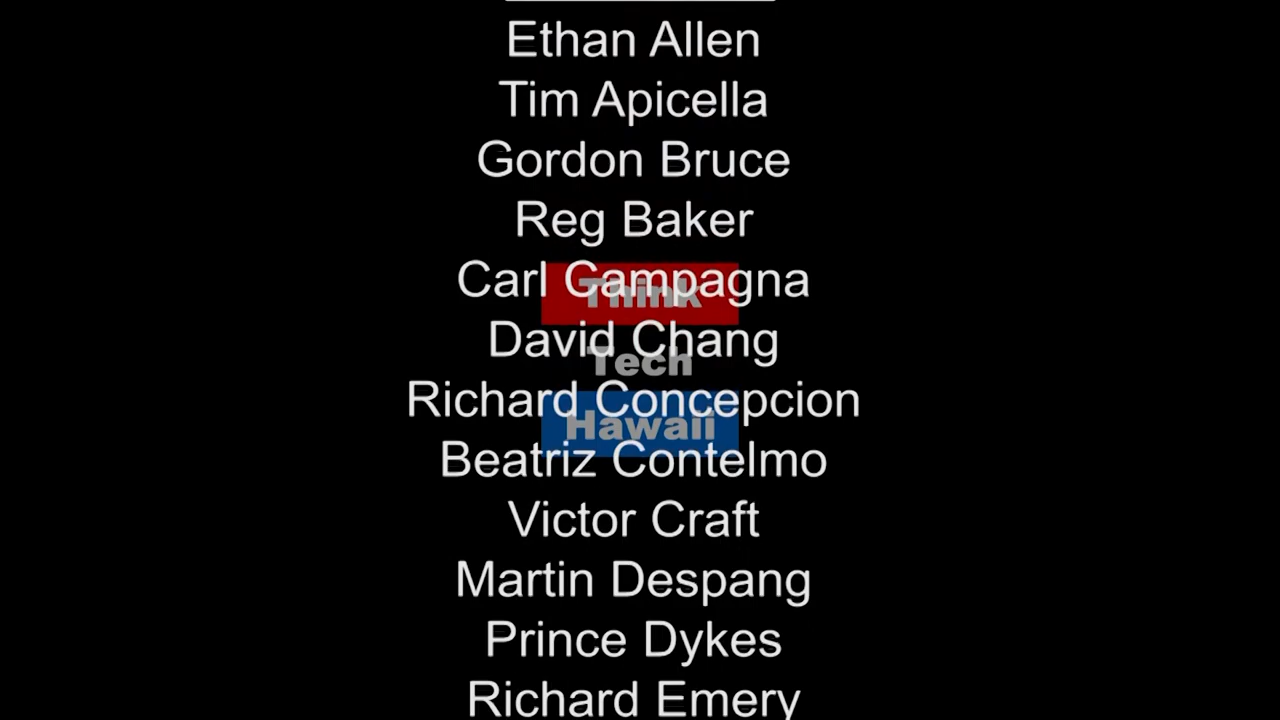 Ethan Allen
Tim Apicella
Gordon Bruce
Reg Baker
Carl Campagna
Think
David Chang
Tech
Richard Concepcion
Hawaii
Beatriz Contelmo
Victor Craft
Martin Despang
Prince Dykes
Richard Emery